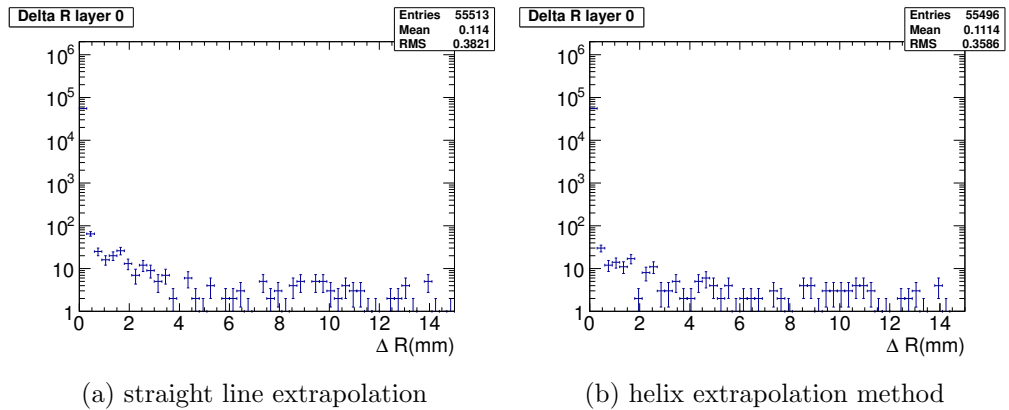 Delta R layer 0
Entries 55513
Mean 0.114
RMS 0.3821
10^6
10^5
10^4
10^3
10^2
10
1
0 2 4 6 8 10 12 14
Δ R(mm)
(a) straight line extrapolation
Delta R layer 0
Entries 55496
Mean 0.1114
RMS 0.3586
10^6
10^5
10^4
10^3
10^2
10
1
0 2 4 6 8 10 12 14
Δ R(mm)
(b) helix extrapolation method